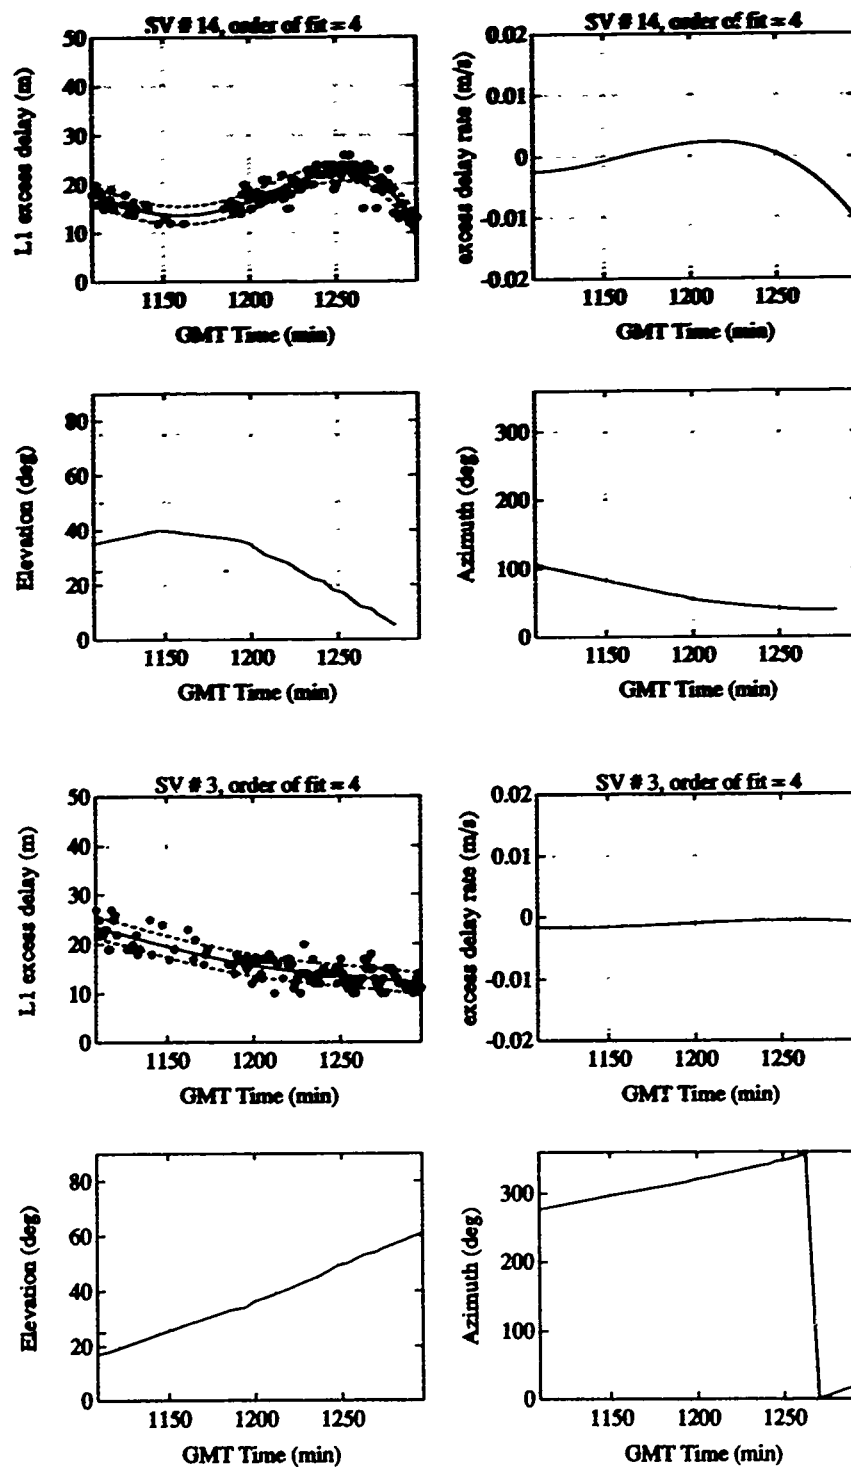 SV # 14, order of fit = 4
50
40
30
20
10
0
L1 excess delay (m)
1150 1200 1250
GMT Time (min)
SV # 14, order of fit = 4
0.02
0.01
0
-0.01
-0.02
excess delay rate (m/s)
1150 1200 1250
GMT Time (min)
80
60
40
20
0
Elevation (deg)
1150 1200 1250
GMT Time (min)
300
200
100
0
Azimuth (deg)
1150 1200 1250
GMT Time (min)
SV # 3, order of fit = 4
50
40
30
20
10
0
L1 excess delay (m)
1150 1200 1250
GMT Time (min)
SV # 3, order of fit = 4
0.02
0.01
0
-0.01
-0.02
excess delay rate (m/s)
1150 1200 1250
GMT Time (min)
80
60
40
20
0
Elevation (deg)
1150 1200 1250
GMT Time (min)
300
200
100
0
Azimuth (deg)
1150 1200 1250
GMT Time (min)